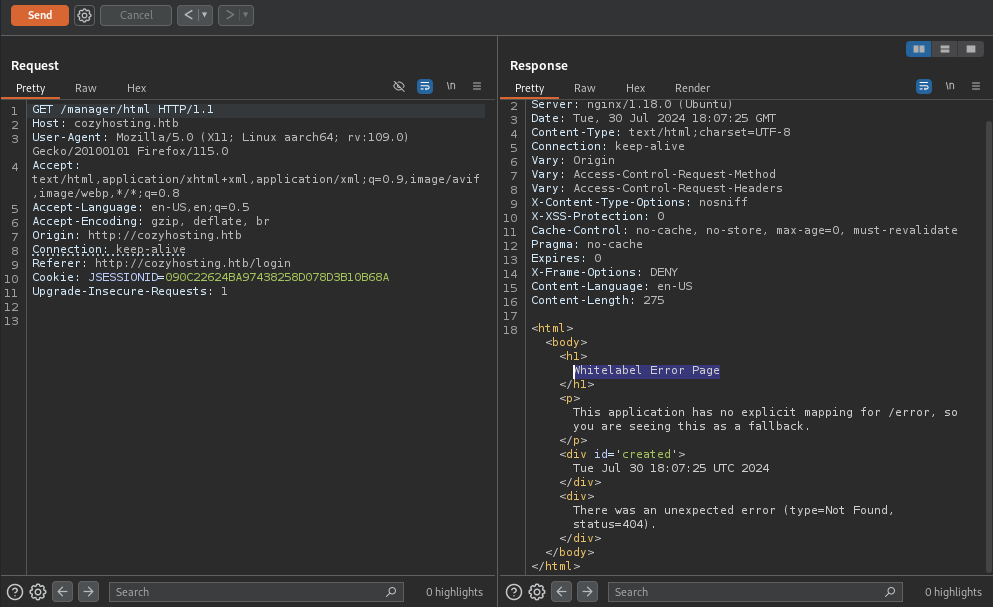 Send
Cancel
< | ▾
> | ▾
Request
Pretty Raw Hex
\n
1 GET /manager/html HTTP/1.1
2 Host: cozyhosting.htb
3 User-Agent: Mozilla/5.0 (X11; Linux aarch64; rv:109.0)
Gecko/20100101 Firefox/115.0
4 Accept:
text/html,application/xhtml+xml,application/xml;q=0.9,image/avif
,image/webp,*/*;q=0.8
5 Accept-Language: en-US,en;q=0.5
6 Accept-Encoding: gzip, deflate, br
7 Origin: http://cozyhosting.htb
8 Connection: keep-alive
9 Referer: http://cozyhosting.htb/login
10 Cookie: JSESSIONID=090C22624BA97438258D078D3B10B68A
11 Upgrade-Insecure-Requests: 1
12
13
Search
0 highlights
Response
Pretty Raw Hex Render
\n
2 Server: nginx/1.18.0 (Ubuntu)
3 Date: Tue, 30 Jul 2024 18:07:25 GMT
4 Content-Type: text/html;charset=UTF-8
5 Connection: keep-alive
6 Vary: Origin
7 Vary: Access-Control-Request-Method
8 Vary: Access-Control-Request-Headers
9 X-Content-Type-Options: nosniff
10 X-XSS-Protection: 0
11 Cache-Control: no-cache, no-store, max-age=0, must-revalidate
12 Pragma: no-cache
13 Expires: 0
14 X-Frame-Options: DENY
15 Content-Language: en-US
16 Content-Length: 275
17
18 <html>
<body>
<h1>
Whitelabel Error Page
</h1>
<p>
This application has no explicit mapping for /error, so
you are seeing this as a fallback.
</p>
<div id='created'>
Tue Jul 30 18:07:25 UTC 2024
</div>
<div>
There was an unexpected error (type=Not Found,
status=404).
</div>
</body>
</html>
Search
0 highlights